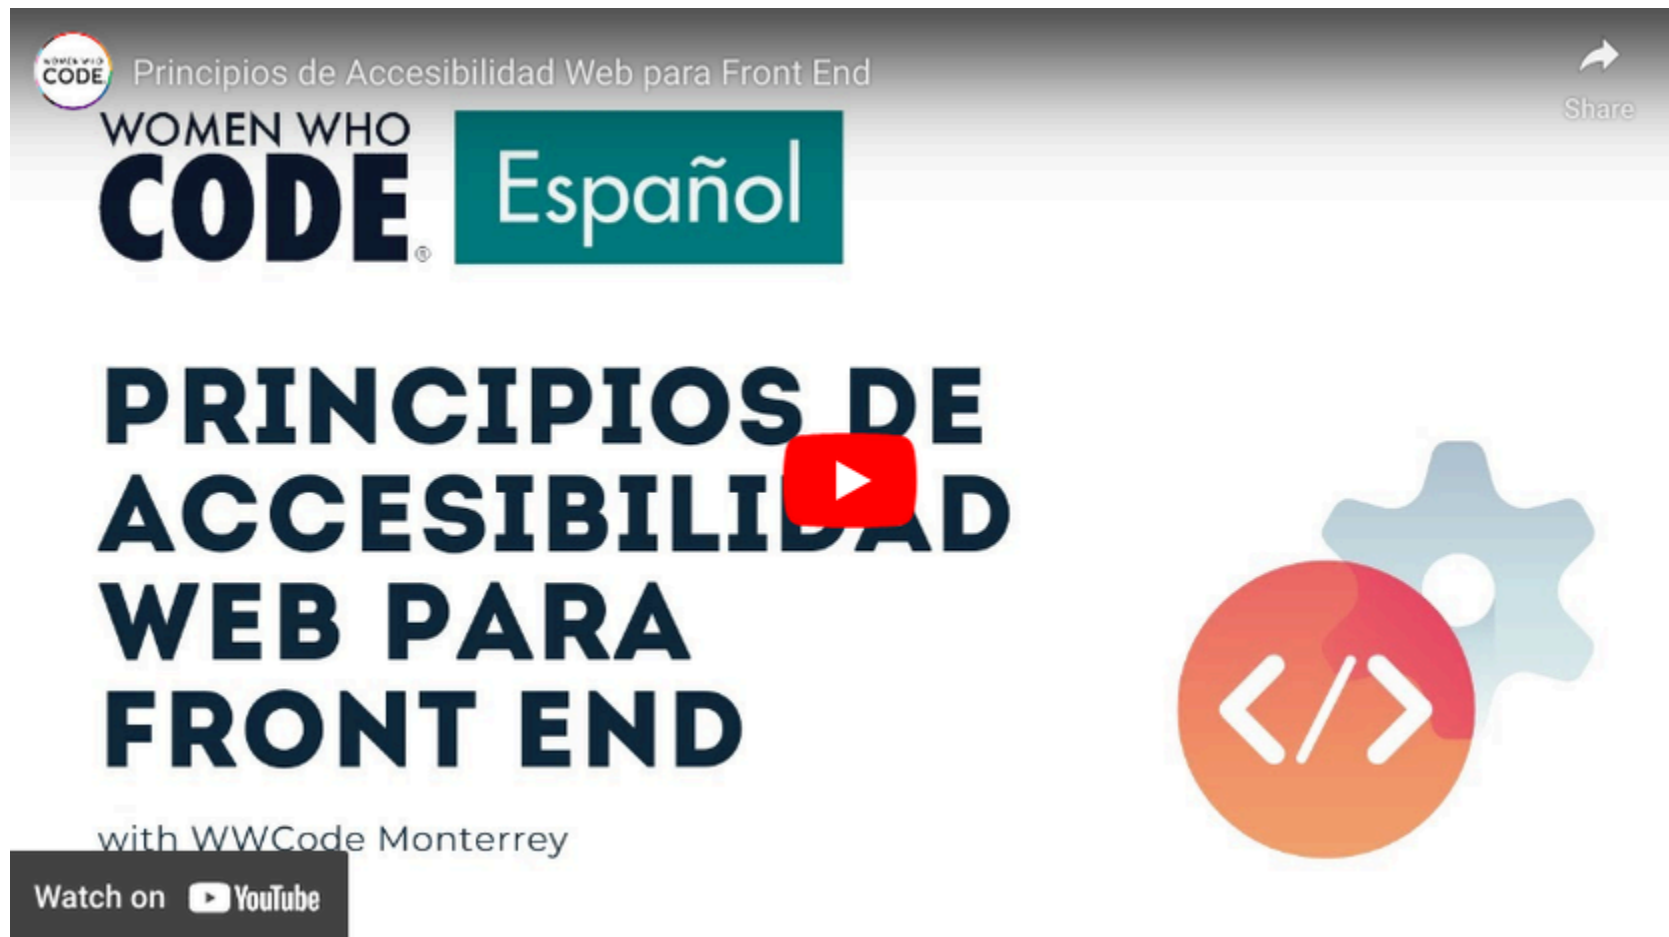 WOMEN WHO
CODE
Principios de Accesibilidad Web para Front End
Share
WOMEN WHO
CODE®
Español
PRINCIPIOS DE
ACCESIBILIDAD
WEB PARA
FRONT END
</>
with WWCode Monterrey
Watch on YouTube